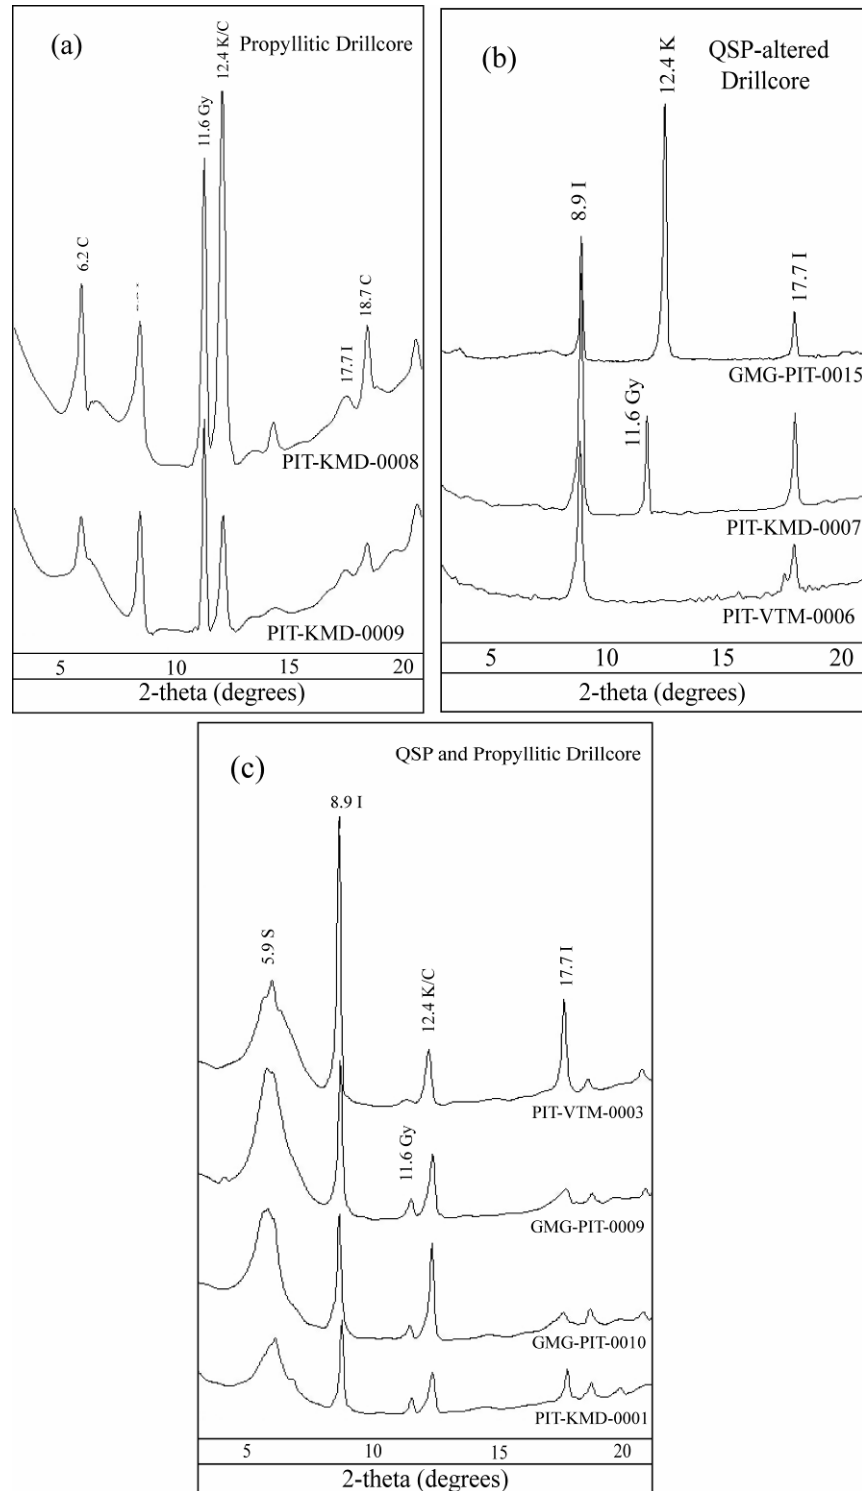 (a)
Propyllitic Drillcore
6.2 C
11.6 Gy
12.4 K/C
17.7 I
18.7 C
PIT-KMD-0008
PIT-KMD-0009
5 10 15 20
2-theta (degrees)
(b)
QSP-altered
Drillcore
8.9 I
12.4 K
17.7 I
GMG-PIT-0015
11.6 Gy
PIT-KMD-0007
PIT-VTM-0006
5 10 15 20
2-theta (degrees)
(c)
QSP and Propyllitic Drillcore
5.9 S
8.9 I
12.4 K/C
17.7 I
PIT-VTM-0003
11.6 Gy
GMG-PIT-0009
GMG-PIT-0010
PIT-KMD-0001
5 10 15 20
2-theta (degrees)